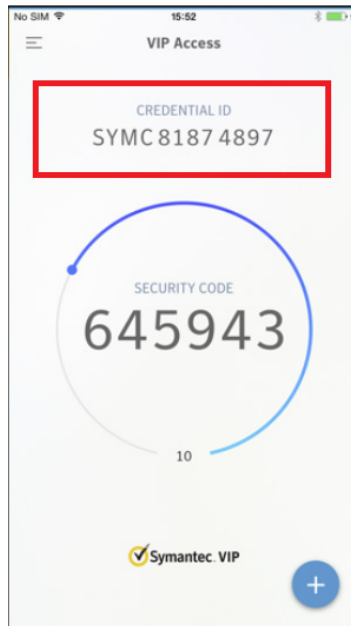 No SIM 15:52
VIP Access
CREDENTIAL ID
SYMC 8187 4897
SECURITY CODE
645943
10
Symantec. VIP
+